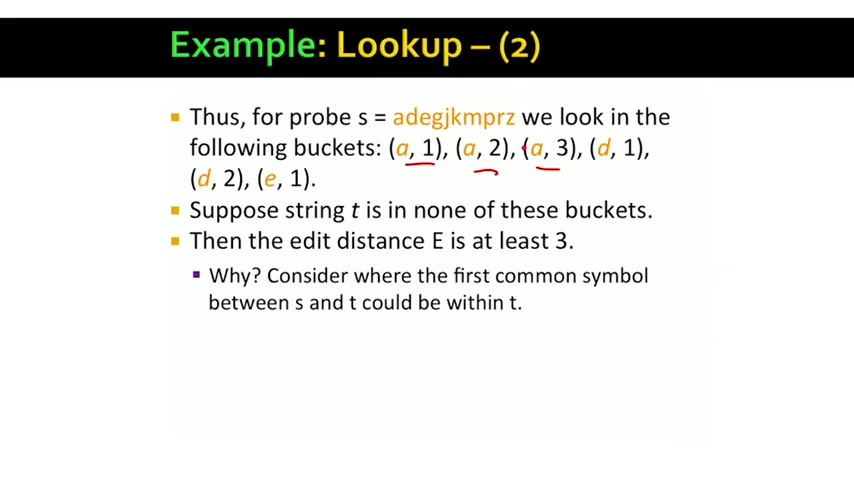 Example: Lookup – (2)
Thus, for probe s = adegjkmprz we look in the
following buckets: (a, 1), (a, 2), (a, 3), (d, 1),
(d, 2), (e, 1).
Suppose string t is in none of these buckets.
Then the edit distance E is at least 3.
Why? Consider where the first common symbol
between s and t could be within t.